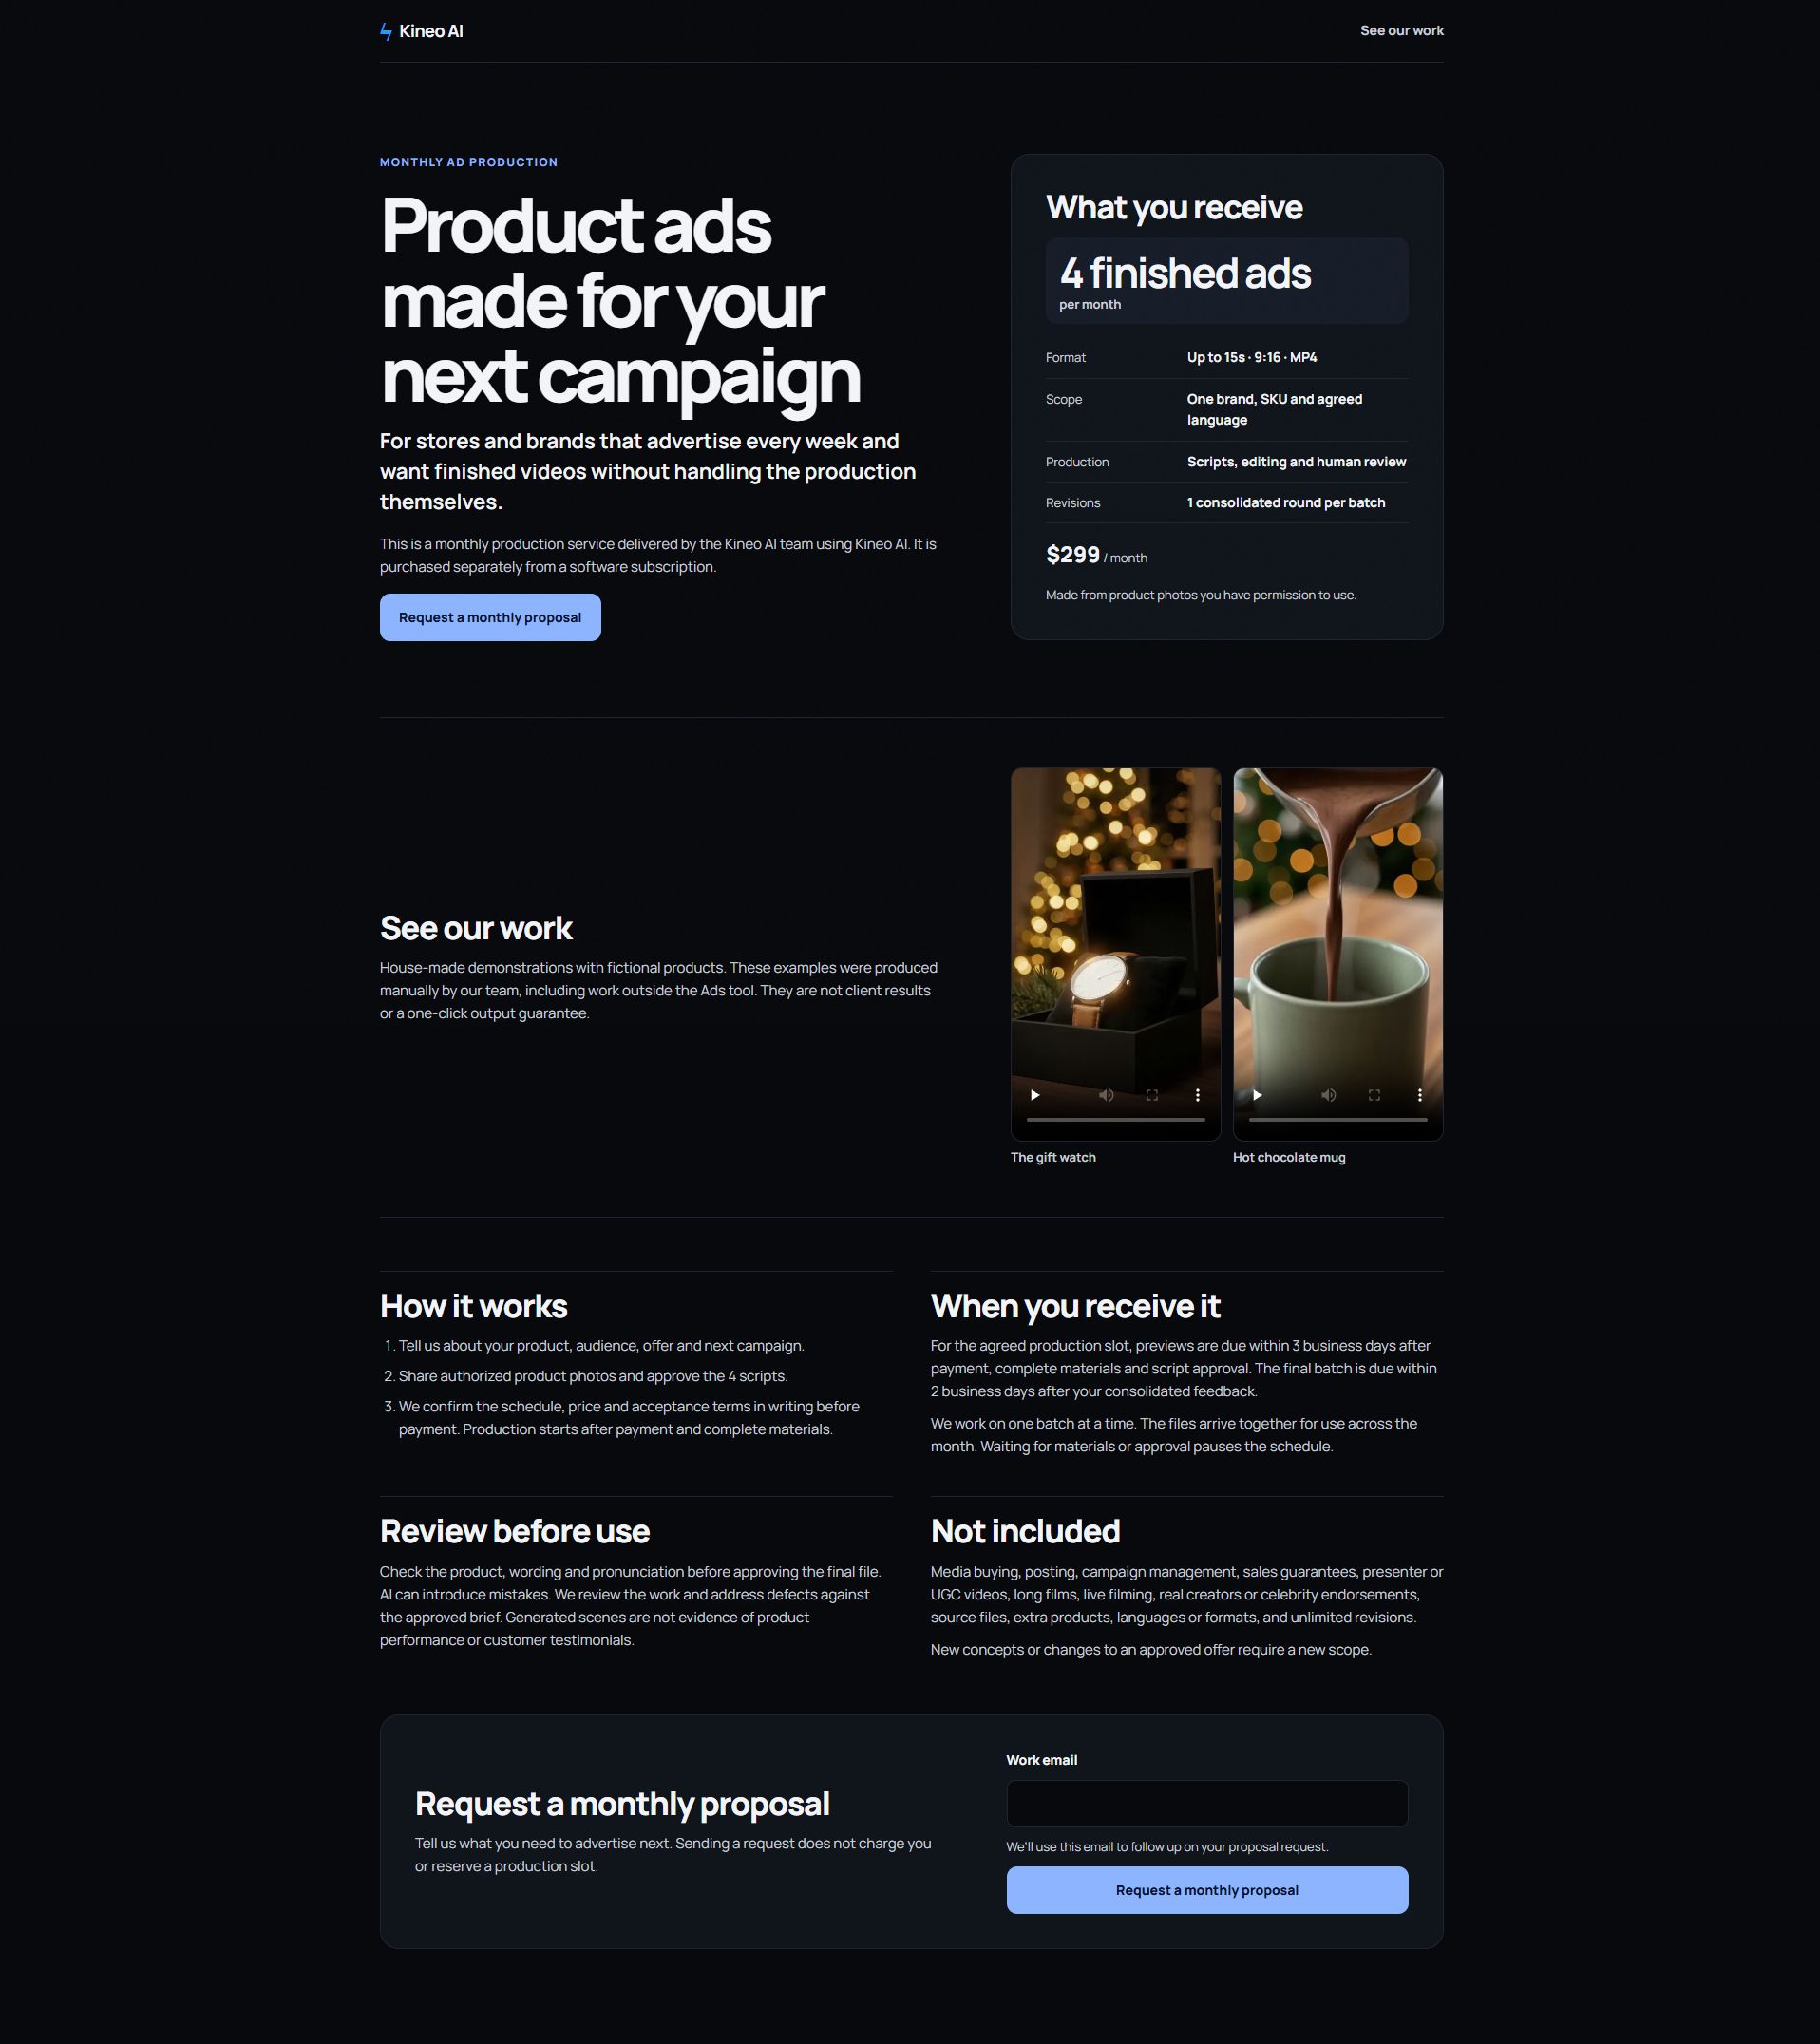 Kineo AI
See our work
MONTHLY AD PRODUCTION
Product ads
made for your
next campaign
For stores and brands that advertise every week and
want finished videos without handling the production
themselves.
This is a monthly production service delivered by the Kineo AI team using Kineo AI. It is
purchased separately from a software subscription.
Request a monthly proposal
What you receive
4 finished ads
per month
Format
Up to 15s · 9:16 · MP4
Scope
One brand, SKU and agreed
language
Production
Scripts, editing and human review
Revisions
1 consolidated round per batch
$299 / month
Made from product photos you have permission to use.
See our work
House-made demonstrations with fictional products. These examples were produced
manually by our team, including work outside the Ads tool. They are not client results
or a one-click output guarantee.
The gift watch
Hot chocolate mug
How it works
1. Tell us about your product, audience, offer and next campaign.
2. Share authorized product photos and approve the 4 scripts.
3. We confirm the schedule, price and acceptance terms in writing before
payment. Production starts after payment and complete materials.
When you receive it
For the agreed production slot, previews are due within 3 business days after
payment, complete materials and script approval. The final batch is due within
2 business days after your consolidated feedback.
We work on one batch at a time. The files arrive together for use across the
month. Waiting for materials or approval pauses the schedule.
Review before use
Check the product, wording and pronunciation before approving the final file.
AI can introduce mistakes. We review the work and address defects against
the approved brief. Generated scenes are not evidence of product
performance or customer testimonials.
Not included
Media buying, posting, campaign management, sales guarantees, presenter or
UGC videos, long films, live filming, real creators or celebrity endorsements,
source files, extra products, languages or formats, and unlimited revisions.
New concepts or changes to an approved offer require a new scope.
Request a monthly proposal
Tell us what you need to advertise next. Sending a request does not charge you
or reserve a production slot.
Work email
We'll use this email to follow up on your proposal request.
Request a monthly proposal